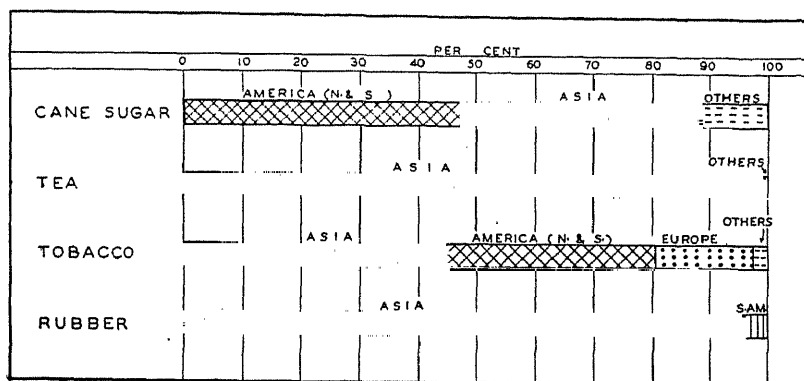 PER CENT
0 10 20 30 40 50 60 70 80 90 100
AMERICA (N. & S.) ASIA OTHERS
CANE SUGAR
ASIA OTHERS
TEA
OTHERS
ASIA AMERICA (N. & S.) EUROPE
TOBACCO
ASIA S.AM.
RUBBER